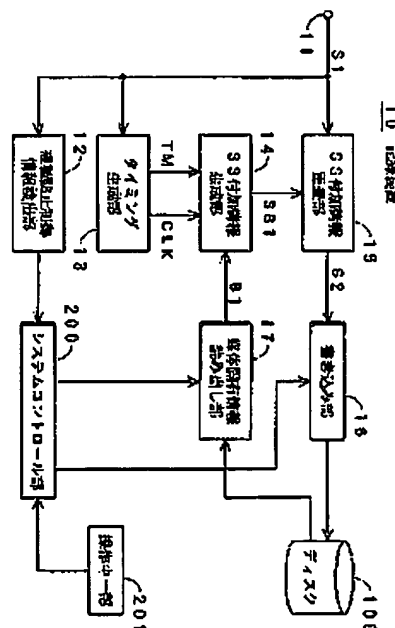 10 記録装置
11
S1
15
SS付加情報
重畳部
S2
16
書き込み部
14
SS付加情報
生成部
SB1
B1
17
媒体固有情報
読み出し部
100
ディスク
TM
CLK
13
タイミング
生成部
12
複製防止制御
情報検出部
200
システムコントロール部
201
操作キー部